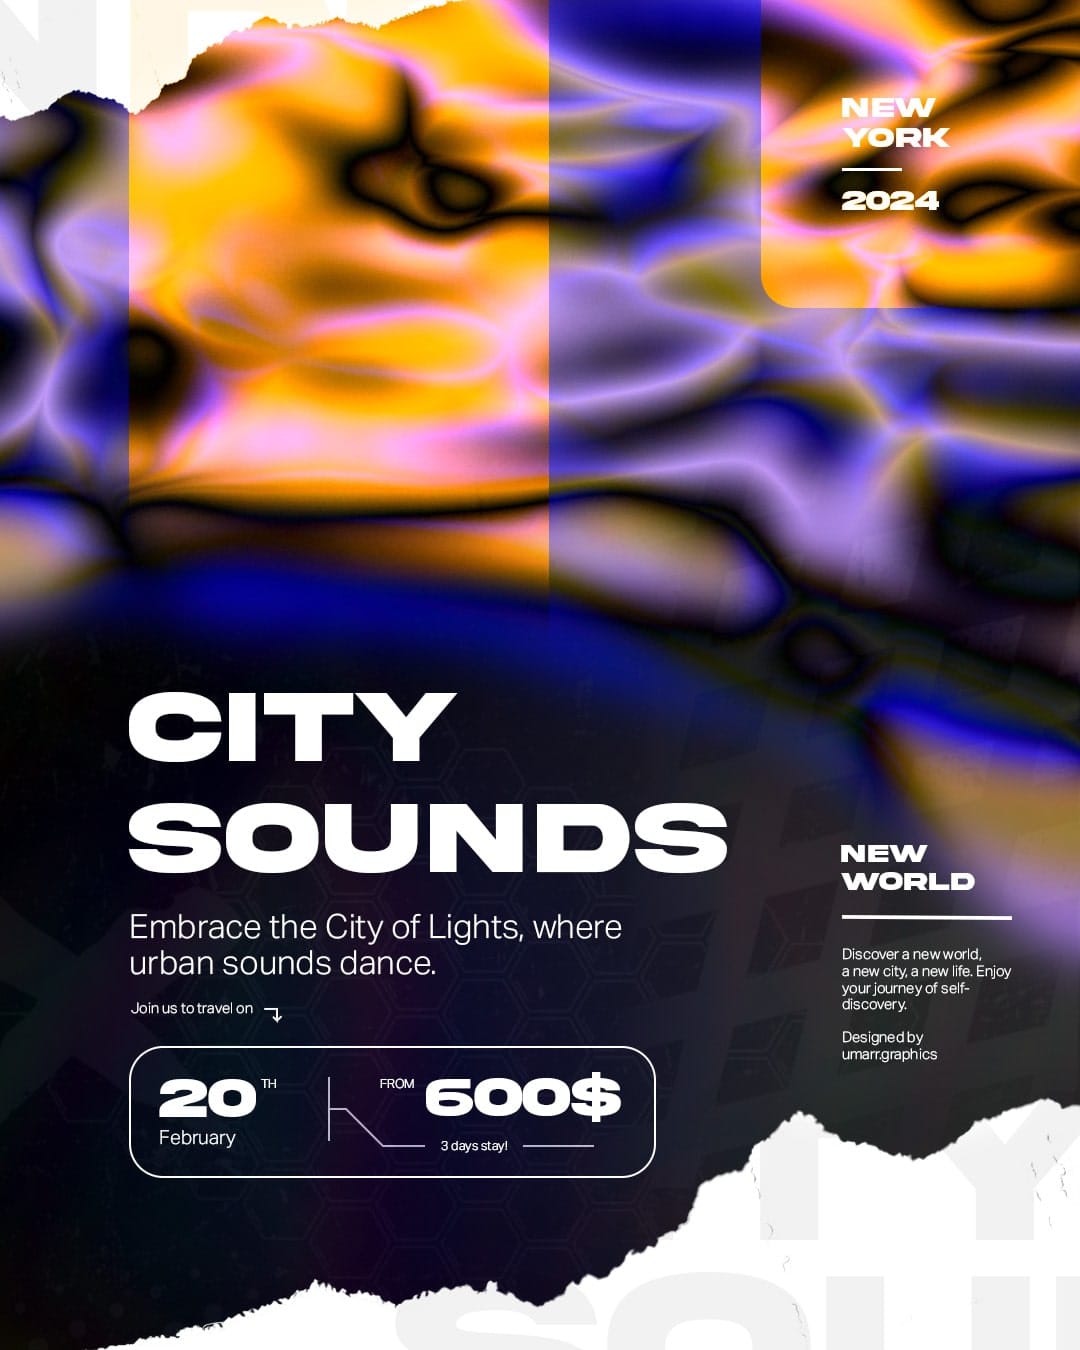 NEW
YORK
2024
CITY
SOUNDS
Embrace the City of Lights, where
urban sounds dance.
Join us to travel on
20TH
February
FROM 600$
3 days stay!
NEW
WORLD
Discover a new world,
a new city, a new life. Enjoy
your journey of self-
discovery.
Designed by
umarr.graphics
TY
SOU